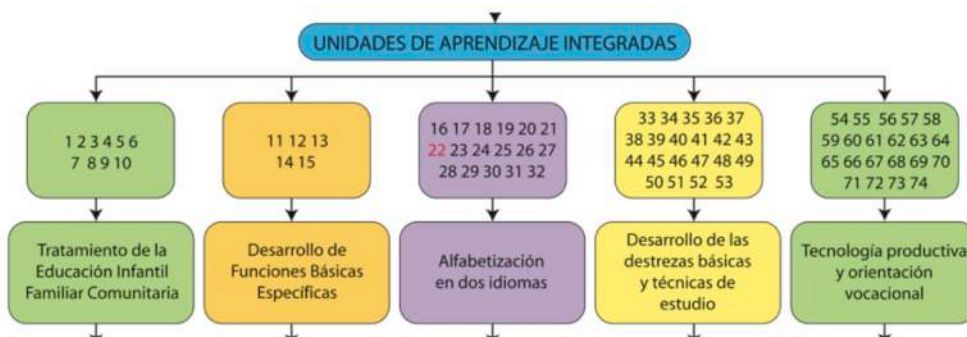 UNIDADES DE APRENDIZAJE INTEGRADAS
1 2 3 4 5 6
7 8 9 10
11 12 13
14 15
16 17 18 19 20 21
22 23 24 25 26 27
28 29 30 31 32
33 34 35 36 37
38 39 40 41 42 43
44 45 46 47 48 49
50 51 52 53
54 55 56 57 58
59 60 61 62 63 64
65 66 67 68 69 70
71 72 73 74
Tratamiento de la
Educación Infantil
Familiar Comunitaria
Desarrollo de
Funciones Básicas
Específicas
Alfabetización
en dos idiomas
Desarrollo de las
destrezas básicas
y técnicas de
estudio
Tecnología productiva
y orientación
vocacional